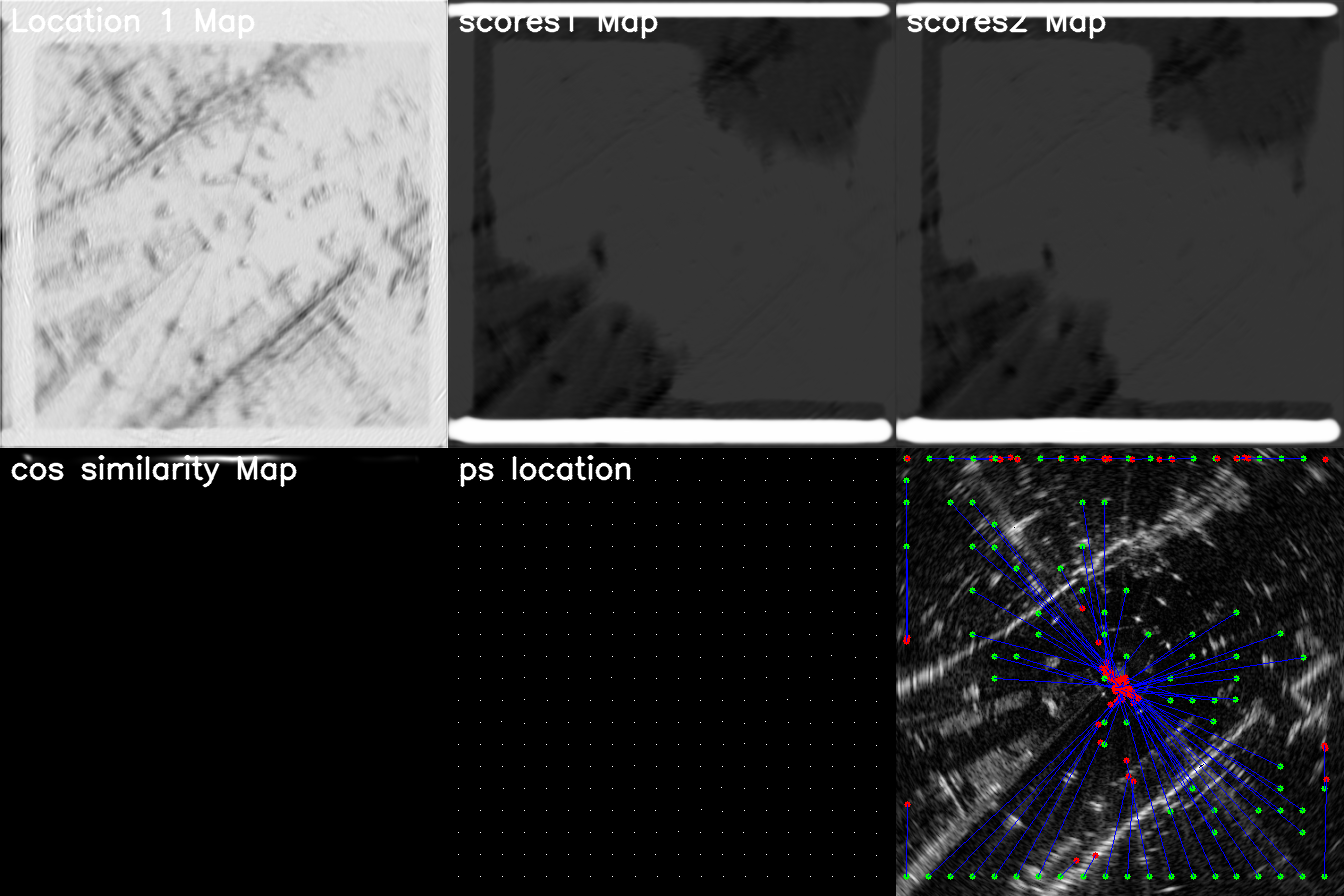 Location 1 Map
scores1 Map
scores2 Map
cos similarity Map
ps location